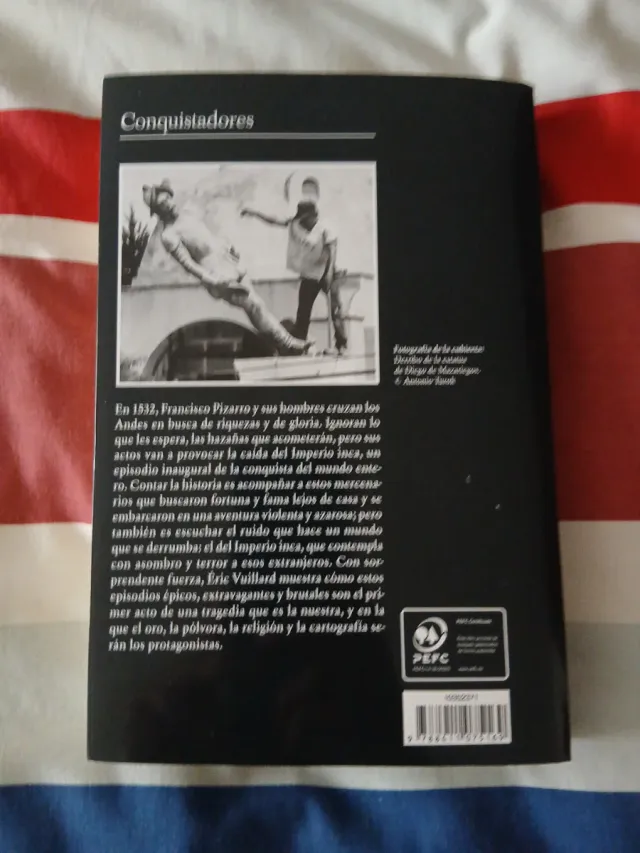 Conquistadores
Fotografía de la cubierta:
Derribo de la estatua
de Diego de Mazariegos.
© Antonio Turok
En 1532, Francisco Pizarro y sus hombres cruzan los
Andes en busca de riquezas y de gloria. Ignoran lo
que les espera, las hazañas que acometerán, pero sus
actos van a provocar la caída del Imperio inca, un
episodio inaugural de la conquista del mundo ente-
ro. Contar la historia es acompañar a estos mercena-
rios que buscaron fortuna y fama lejos de casa y se
embarcaron en una aventura violenta y azarosa; pero
también es escuchar el ruido que hace un mundo
que se derrumba: el del Imperio inca, que contempla
con asombro y terror a esos extranjeros. Con sor-
prendente fuerza, Éric Vuillard muestra cómo estos
episodios épicos, extravagantes y brutales son el pri-
mer acto de una tragedia que es la nuestra, y en la
que el oro, la pólvora, la religión y la cartografía se-
rán los protagonistas.
PEFC